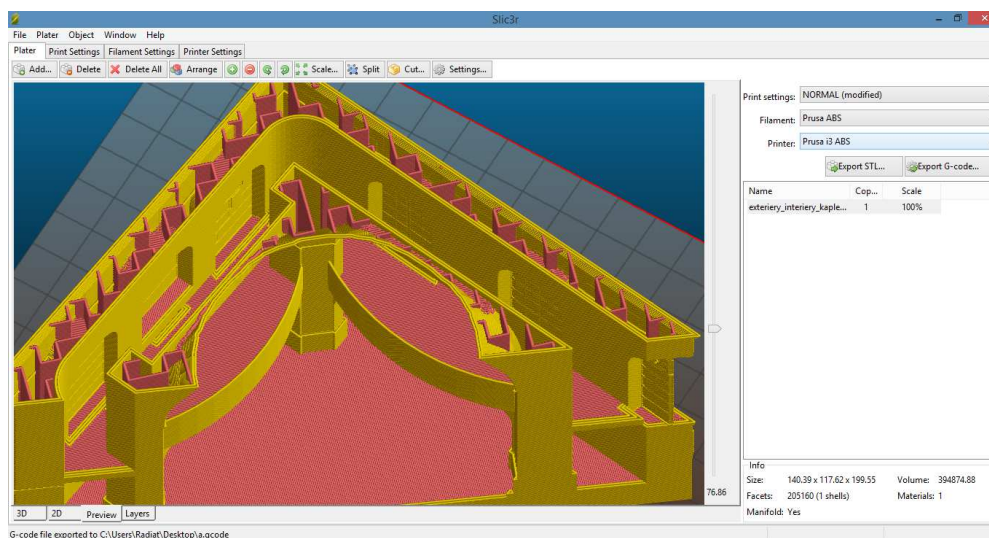 Slic3r
File Plater Object Window Help
Plater Print Settings Filament Settings Printer Settings
Add... Delete Delete All Arrange Scale... Split Cut... Settings...
Print settings: NORMAL (modified)
Filament: Prusa ABS
Printer: Prusa i3 ABS
Export STL... Export G-code...
Name Cop... Scale
exteriery_interiery_kaple... 1 100%
Info
Size: 140.39 x 117.62 x 199.55 Volume: 394874.88
Facets: 205160 (1 shells) Materials: 1
Manifold: Yes
76.86
3D 2D Preview Layers
G-code file exported to C:\Users\Radjat\Desktop\a.gcode